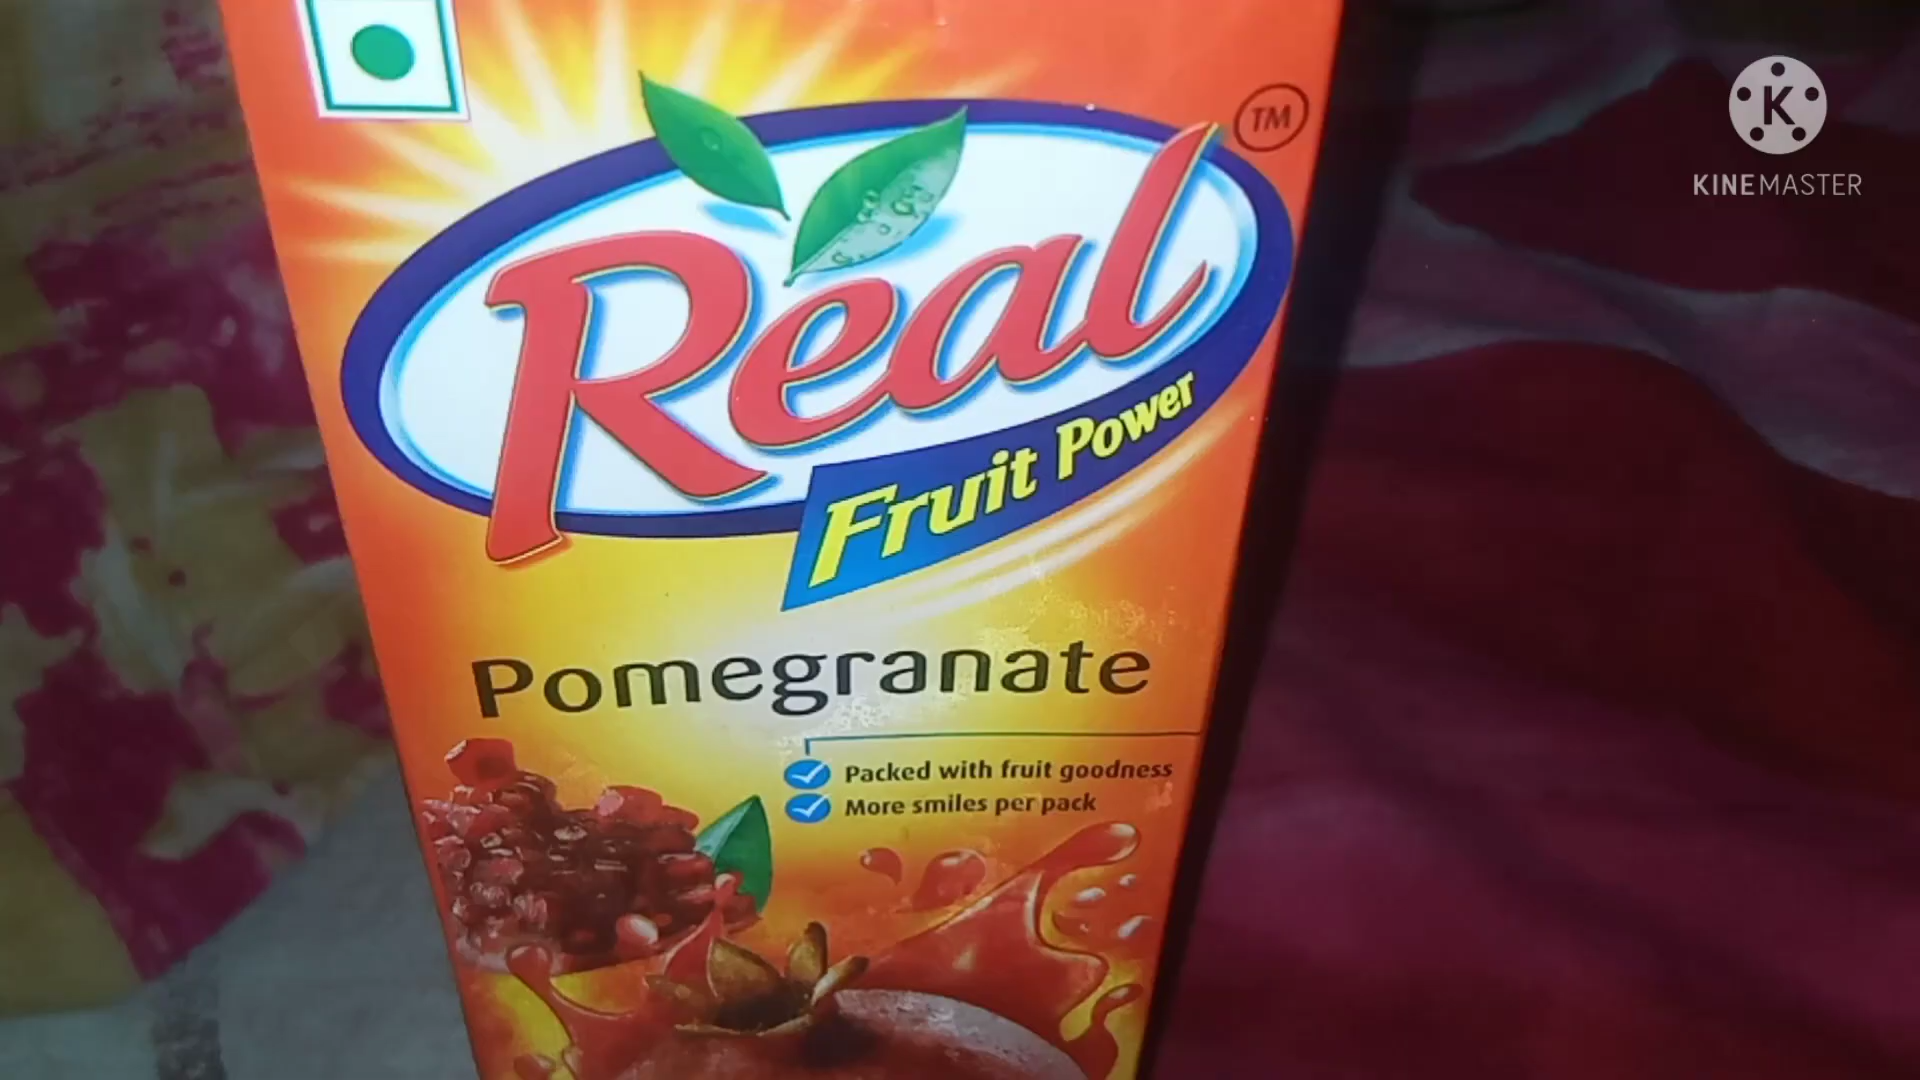 Real
TM
Fruit Power
Pomegranate
Packed with fruit goodness
More smiles per pack
K
KINEMASTER